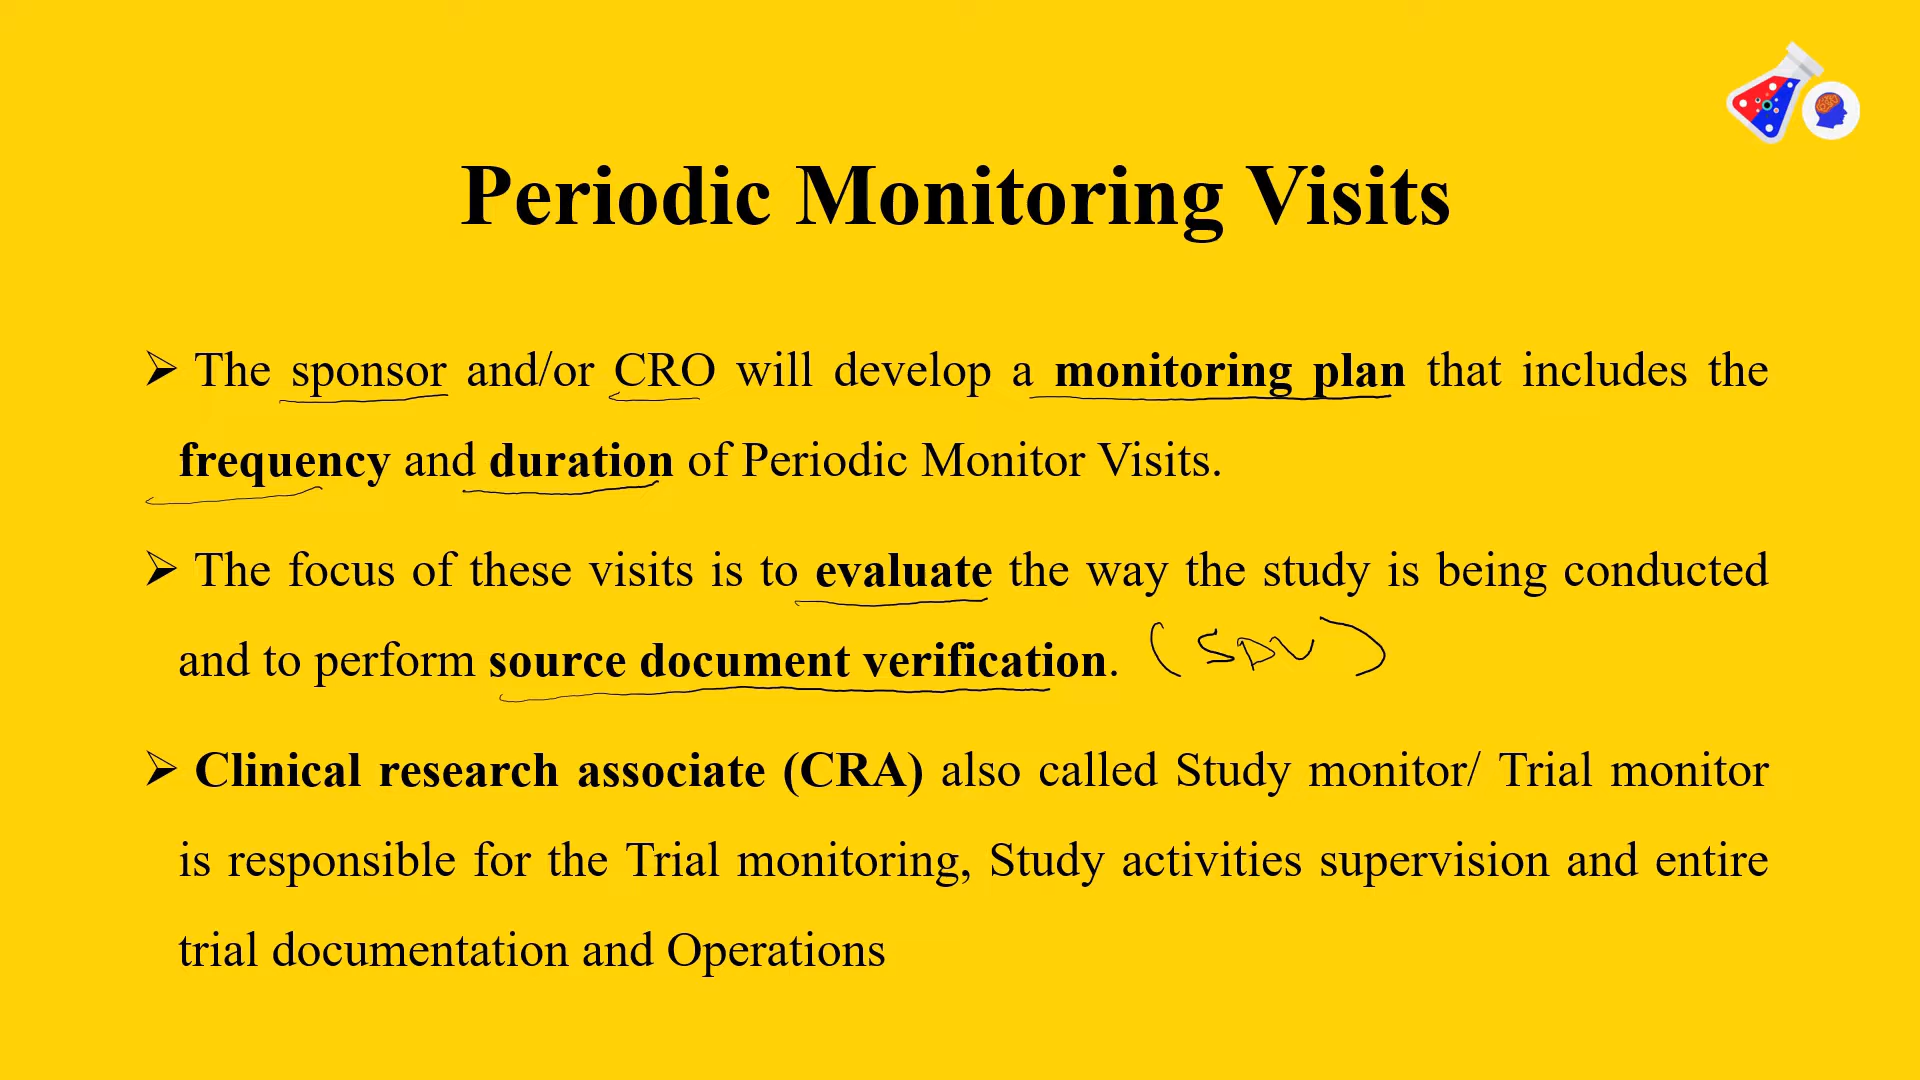 Periodic Monitoring Visits
➢ The sponsor and/or CRO will develop a monitoring plan that includes the
frequency and duration of Periodic Monitor Visits.
➢ The focus of these visits is to evaluate the way the study is being conducted
and to perform source document verification. (SDV)
➢ Clinical research associate (CRA) also called Study monitor/ Trial monitor
is responsible for the Trial monitoring, Study activities supervision and entire
trial documentation and Operations